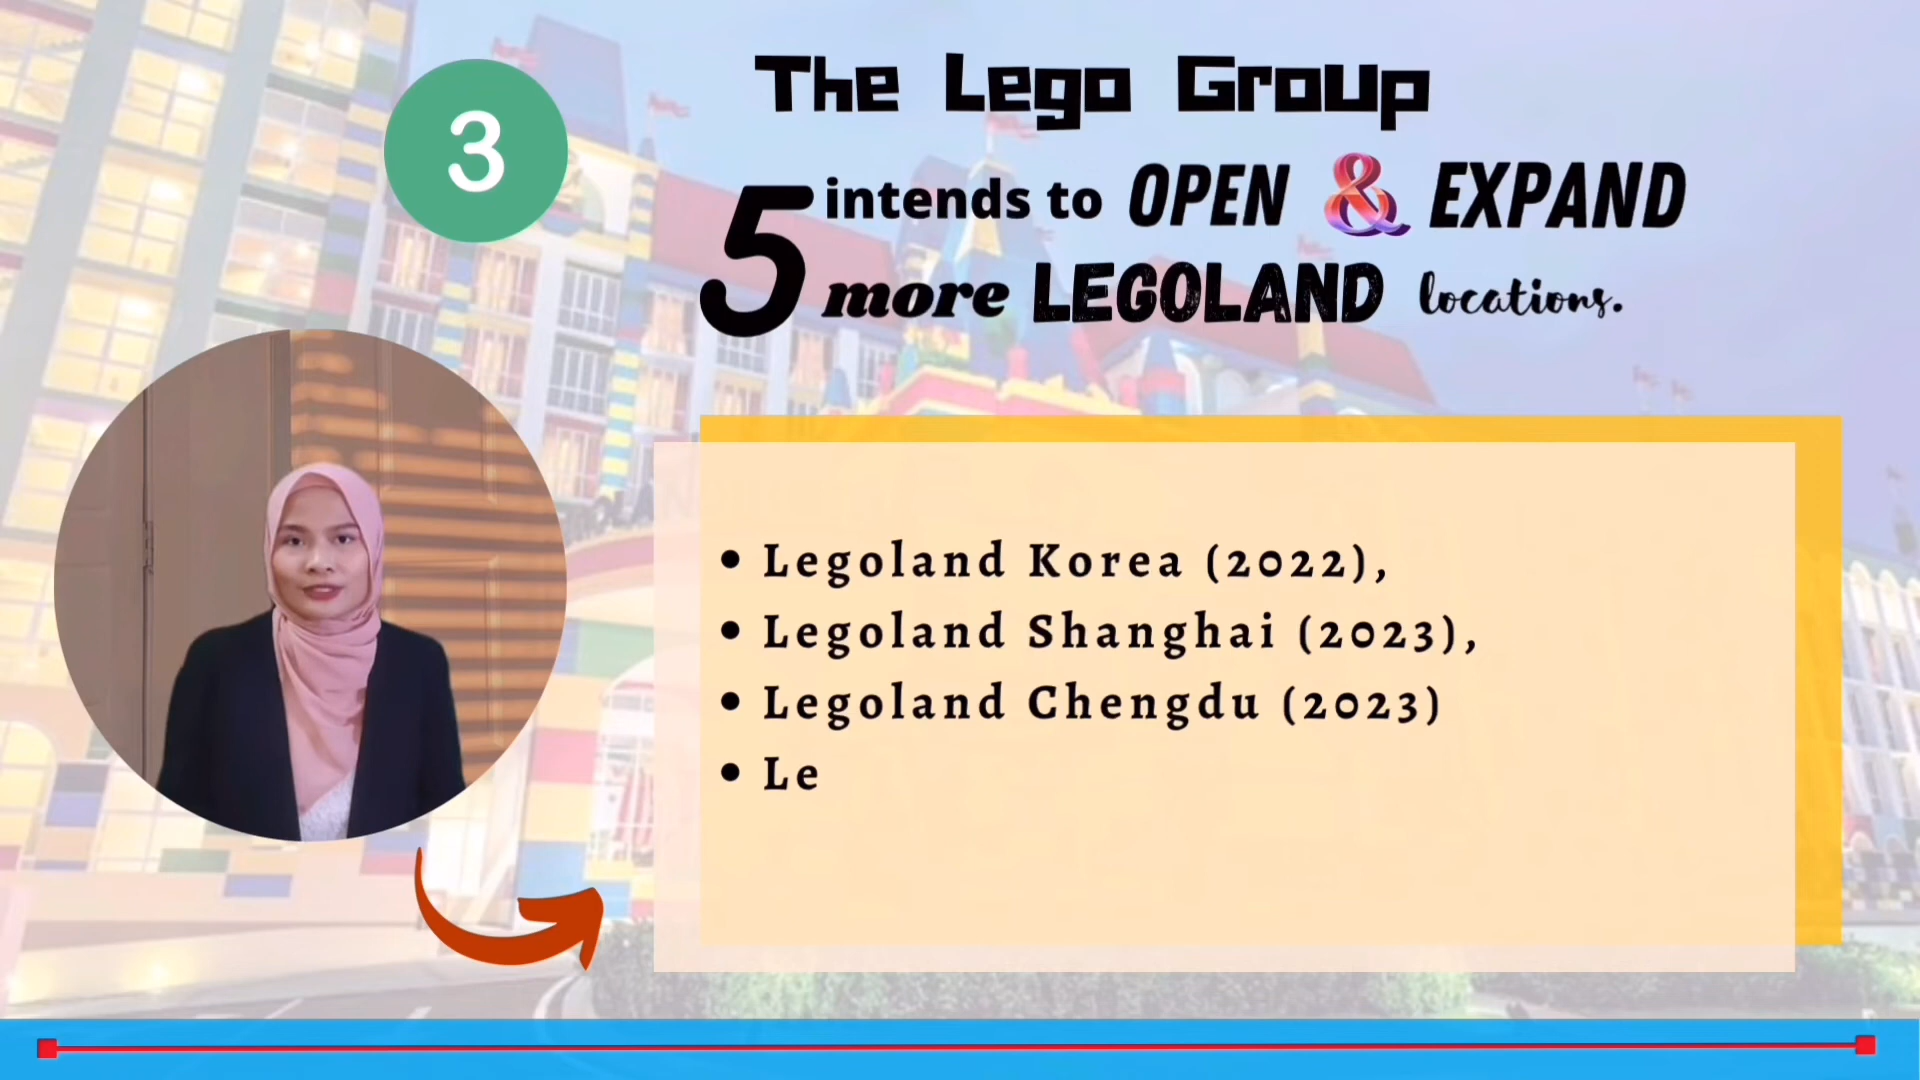 3
The Lego Group
intends to OPEN & EXPAND
5 more LEGOLAND locations.
• Legoland Korea (2022),
• Legoland Shanghai (2023),
• Legoland Chengdu (2023)
• Le